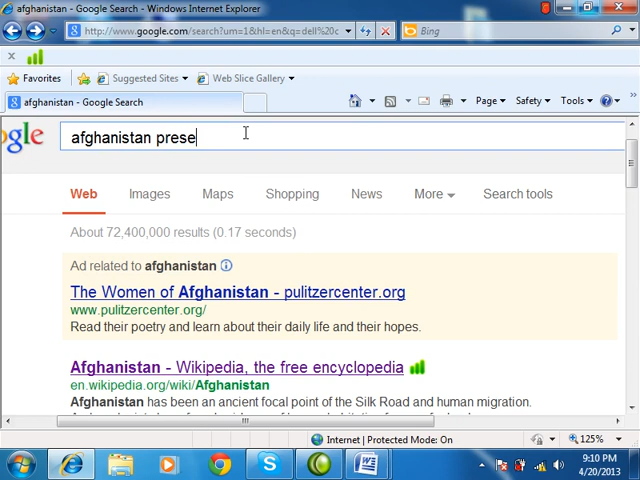 afghanistan - Google Search - Windows Internet Explorer
http://www.google.com/search?um=1&hl=en&q=dell%20c
Bing
Favorites Suggested Sites Web Slice Gallery
afghanistan - Google Search
Page Safety Tools
gle afghanistan prese
Web Images Maps Shopping News More Search tools
About 72,400,000 results (0.17 seconds)
Ad related to afghanistan
The Women of Afghanistan - pulitzercenter.org
www.pulitzercenter.org/
Read their poetry and learn about their daily life and their hopes.
Afghanistan - Wikipedia, the free encyclopedia
en.wikipedia.org/wiki/Afghanistan
Afghanistan has been an ancient focal point of the Silk Road and human migration.
Internet | Protected Mode: On 125%
9:10 PM
4/20/2013